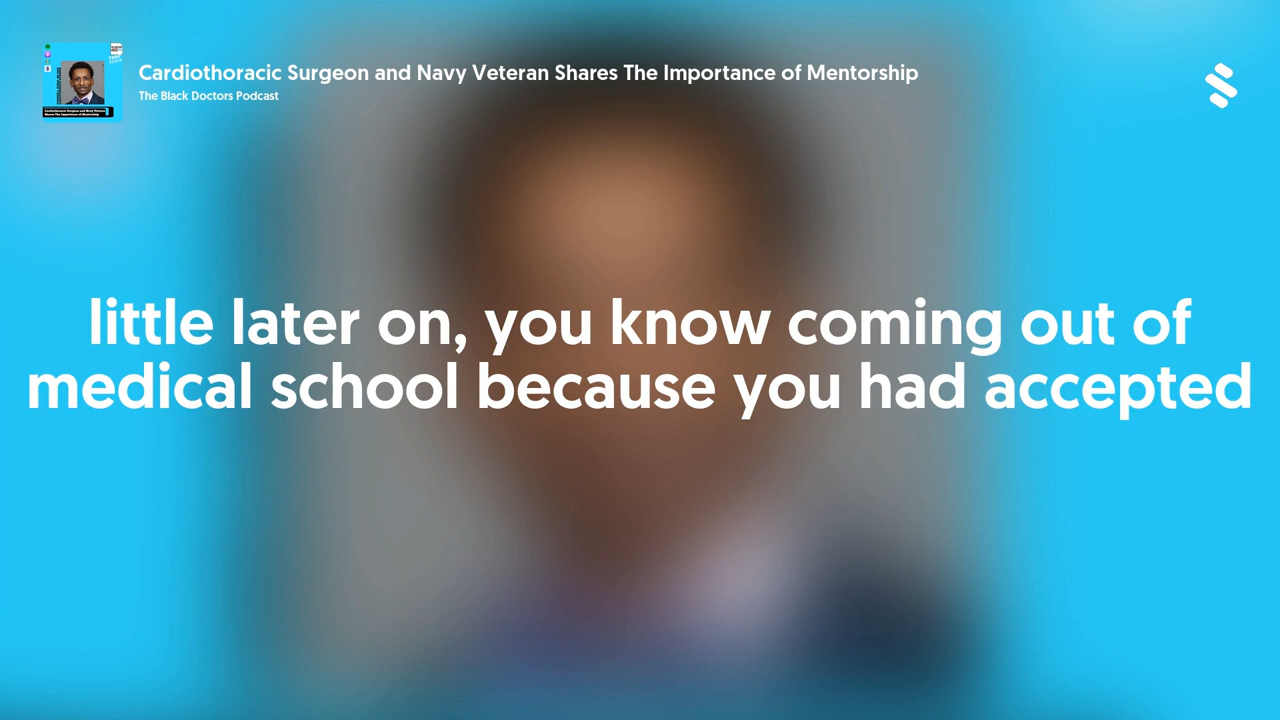 Cardiothoracic Surgeon and Navy Veteran Shares The Importance of Mentorship
The Black Doctors Podcast
little later on, you know coming out of
medical school because you had accepted